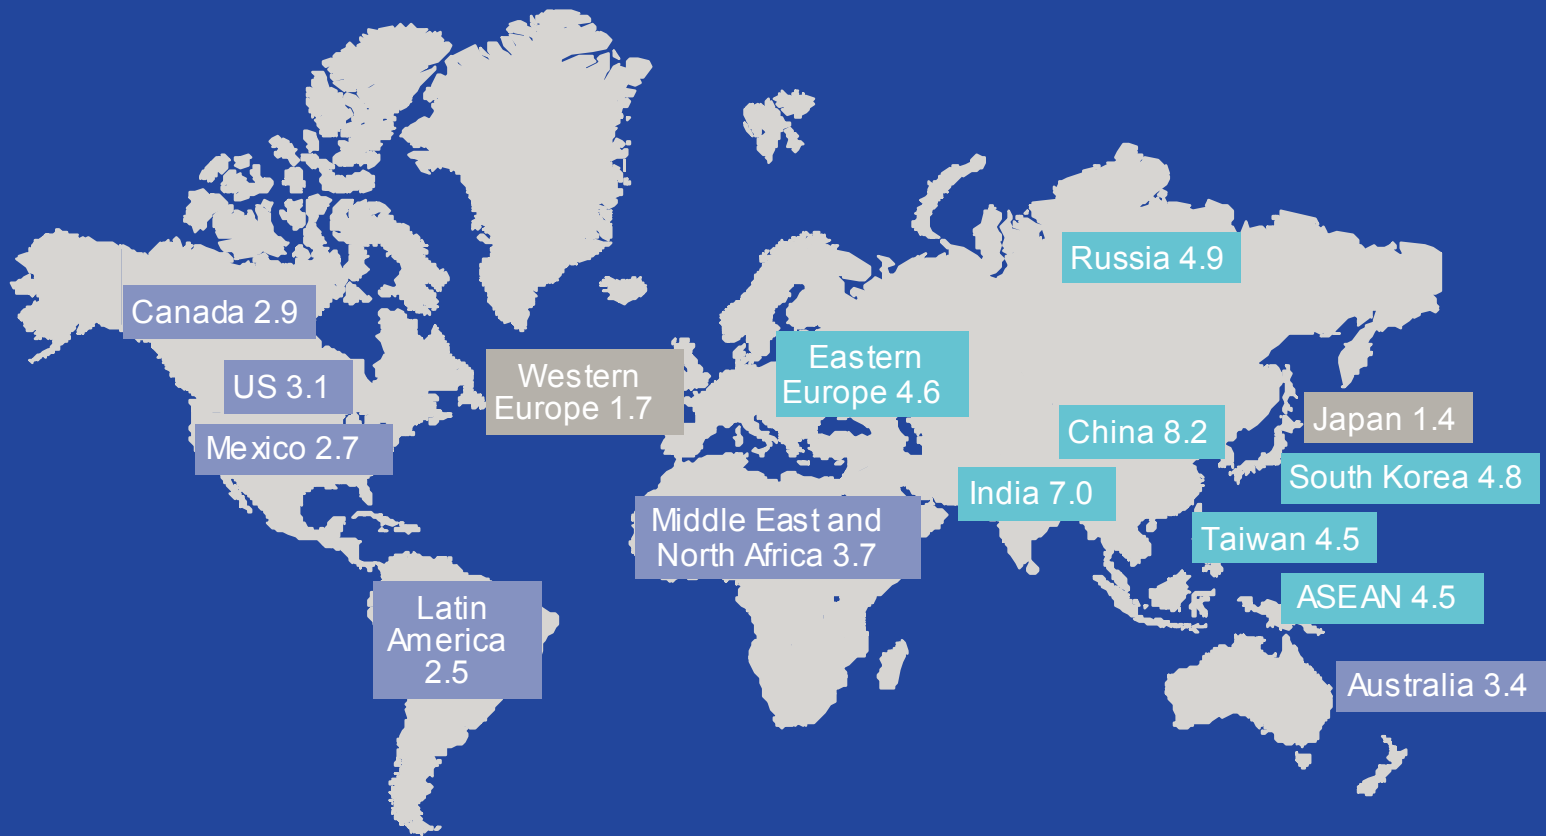 Russia 4.9
Canada 2.9
Eastern
Europe 4.6
Western
Europe 1.7
US 3.1
Japan 1.4
China 8.2
Mexico 2.7
South Korea 4.8
India 7.0
Middle East and
North Africa 3.7
Taiwan 4.5
ASEAN 4.5
Latin
America
2.5
Australia 3.4